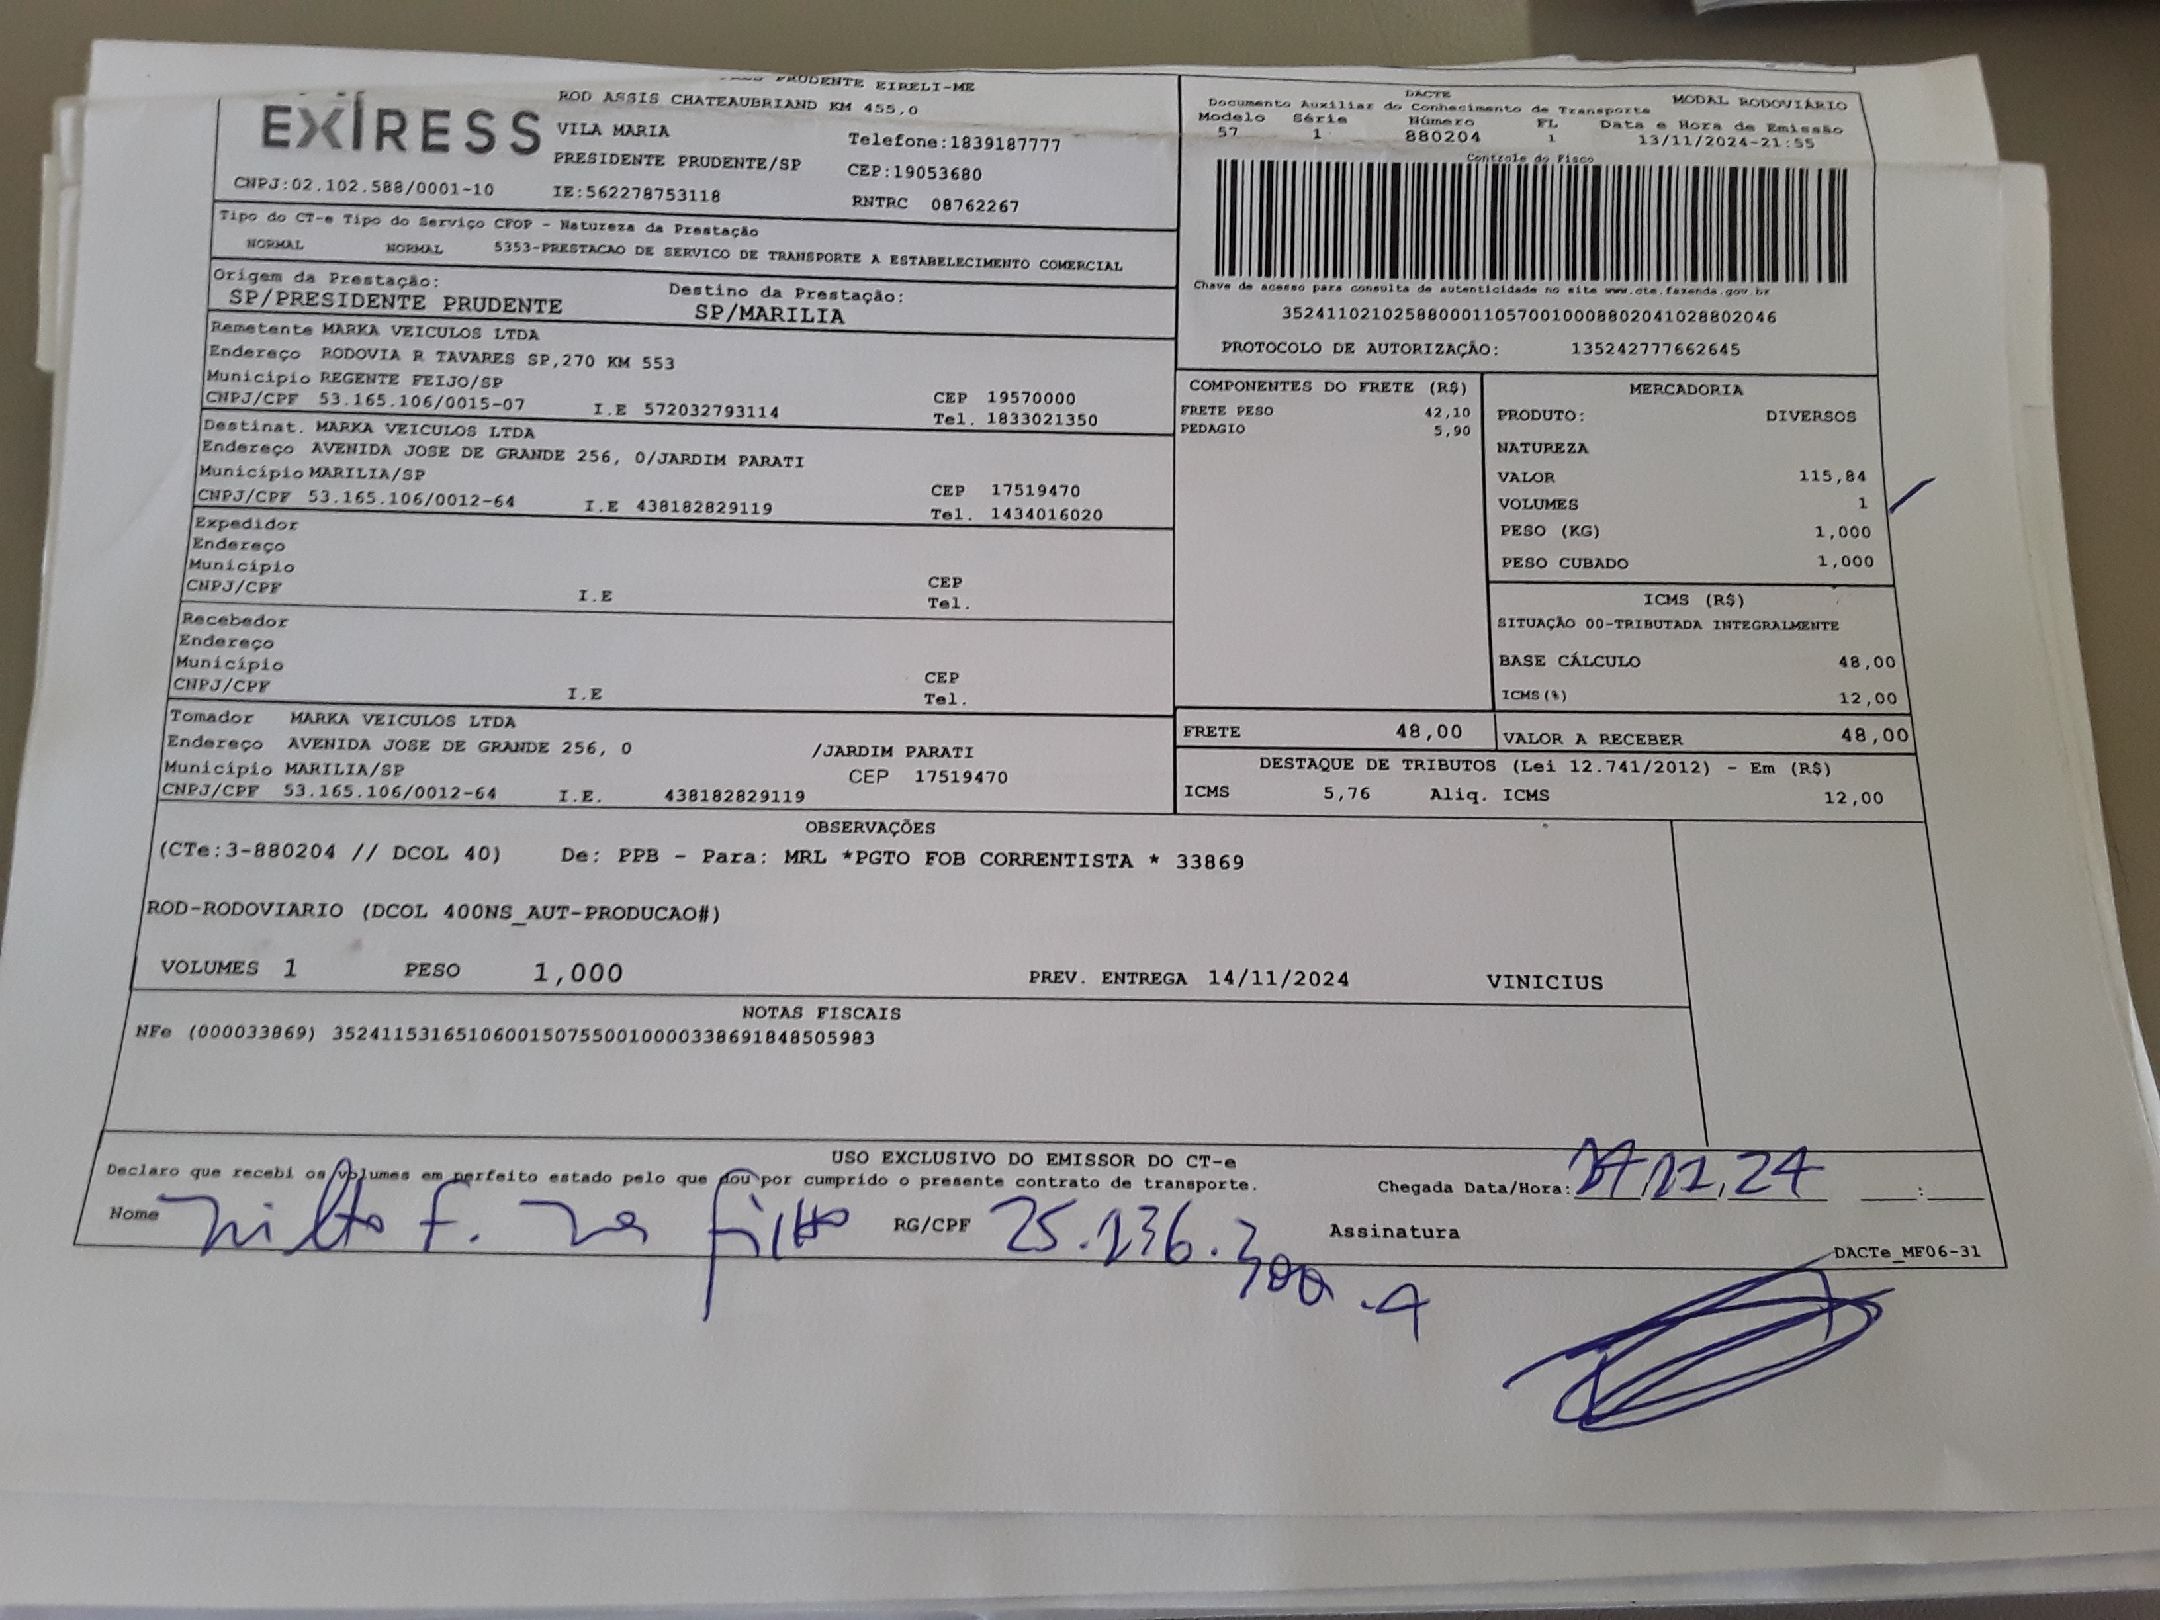 PRUDENTE EIRELI-ME
EXÍRESS
ROD ASSIS CHATEAUBRIAND KM 455,0
VILA MARIA
Telefone:1839187777
PRESIDENTE PRUDENTE/SP
CEP:19053680
CNPJ:02.102.588/0001-10 IE:562278753118 RNTRC 08762267
DACTE MODAL RODOVIÁRIO
Documento Auxiliar do Conhecimento de Transporte
Modelo Série Número FL Data e Hora de Emissão
57 1 880204 1 13/11/2024-21:55
Controle do Fisco
Chave de acesso para consulta de autenticidade no site www.cte.fazenda.gov.br
35241102102588000110570010008802041028802046
PROTOCOLO DE AUTORIZAÇÃO: 135242777662645
Tipo do CT-e Tipo do Serviço CFOP - Natureza da Prestação
NORMAL NORMAL 5353-PRESTACAO DE SERVICO DE TRANSPORTE A ESTABELECIMENTO COMERCIAL
Origem da Prestação: Destino da Prestação:
SP/PRESIDENTE PRUDENTE SP/MARILIA
Remetente MARKA VEICULOS LTDA
Endereço RODOVIA R TAVARES SP,270 KM 553
Município REGENTE FEIJO/SP CEP 19570000
CNPJ/CPF 53.165.106/0015-07 I.E 572032793114 Tel. 1833021350
Destinat. MARKA VEICULOS LTDA
Endereço AVENIDA JOSE DE GRANDE 256, 0/JARDIM PARATI
Município MARILIA/SP CEP 17519470
CNPJ/CPF 53.165.106/0012-64 I.E 438182829119 Tel. 1434016020
Expedidor
Endereço
Município CEP
CNPJ/CPF I.E Tel.
Recebedor
Endereço
Município CEP
CNPJ/CPF I.E Tel.
Tomador MARKA VEICULOS LTDA
Endereço AVENIDA JOSE DE GRANDE 256, 0 /JARDIM PARATI
Município MARILIA/SP CEP 17519470
CNPJ/CPF 53.165.106/0012-64 I.E. 438182829119
COMPONENTES DO FRETE (R$)
FRETE PESO 42,10
PEDAGIO 5,90
MERCADORIA
PRODUTO: DIVERSOS
NATUREZA
VALOR 115,84
VOLUMES 1
PESO (KG) 1,000
PESO CUBADO 1,000
ICMS (R$)
SITUAÇÃO 00-TRIBUTADA INTEGRALMENTE
BASE CÁLCULO 48,00
ICMS(%) 12,00
FRETE 48,00 VALOR A RECEBER 48,00
DESTAQUE DE TRIBUTOS (Lei 12.741/2012) - Em (R$)
ICMS 5,76 Aliq. ICMS 12,00
OBSERVAÇÕES
(CTe:3-880204 // DCOL 40) De: PPB - Para: MRL *PGTO FOB CORRENTISTA * 33869
ROD-RODOVIARIO (DCOL 400NS_AUT-PRODUCAO#)
VOLUMES 1 PESO 1,000 PREV. ENTREGA 14/11/2024 VINICIUS
NOTAS FISCAIS
NFe (000033869) 35241153165106001507550010000338691848505983
USO EXCLUSIVO DO EMISSOR DO CT-e
Declaro que recebi os volumes em perfeito estado pelo que dou por cumprido o presente contrato de transporte. Chegada Data/Hora: 11.24 :
Nome F. filho RG/CPF 25.136.300.4 Assinatura
DACTe_MF06-31